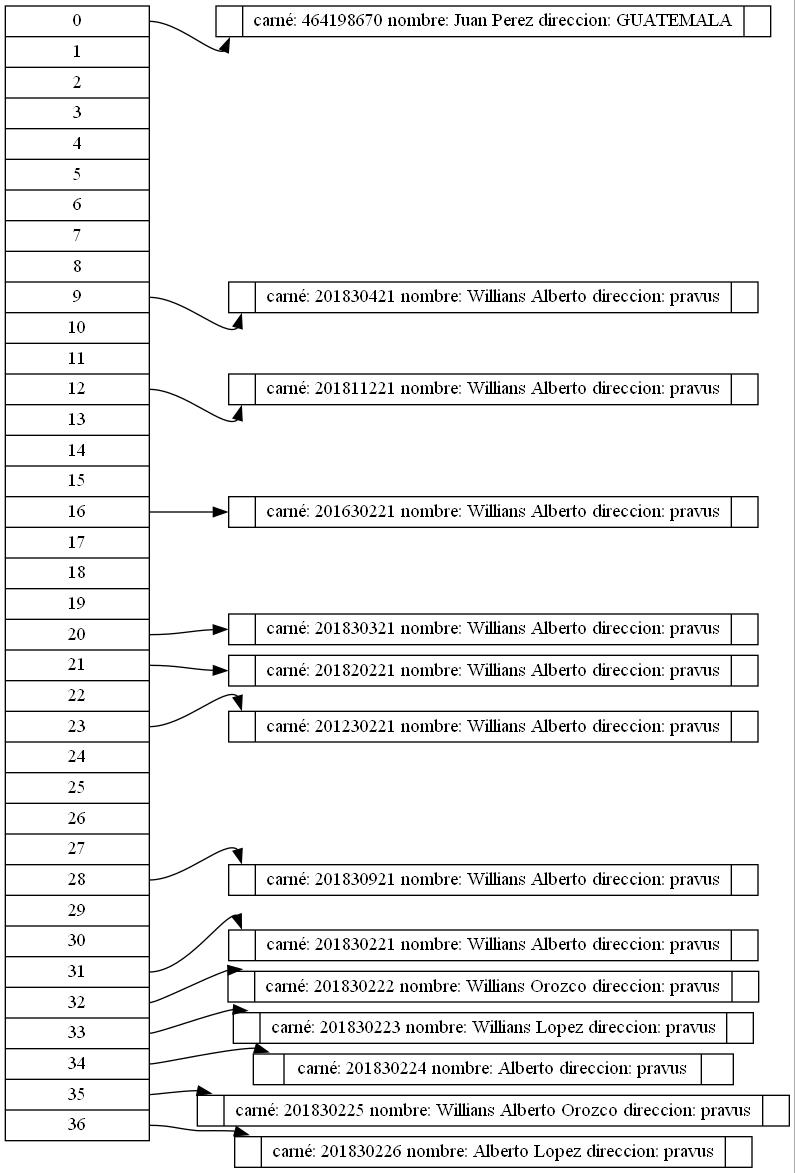 0
carné: 464198670 nombre: Juan Perez direccion: GUATEMALA
1
2
3
4
5
6
7
8
9
carné: 201830421 nombre: Willians Alberto direccion: pravus
10
11
12
carné: 201811221 nombre: Willians Alberto direccion: pravus
13
14
15
16
carné: 201630221 nombre: Willians Alberto direccion: pravus
17
18
19
20
carné: 201830321 nombre: Willians Alberto direccion: pravus
21
carné: 201820221 nombre: Willians Alberto direccion: pravus
22
23
carné: 201230221 nombre: Willians Alberto direccion: pravus
24
25
26
27
28
carné: 201830921 nombre: Willians Alberto direccion: pravus
29
30
carné: 201830221 nombre: Willians Alberto direccion: pravus
31
32
carné: 201830222 nombre: Willians Orozco direccion: pravus
33
carné: 201830223 nombre: Willians Lopez direccion: pravus
34
carné: 201830224 nombre: Alberto direccion: pravus
35
carné: 201830225 nombre: Willians Alberto Orozco direccion: pravus
36
carné: 201830226 nombre: Alberto Lopez direccion: pravus